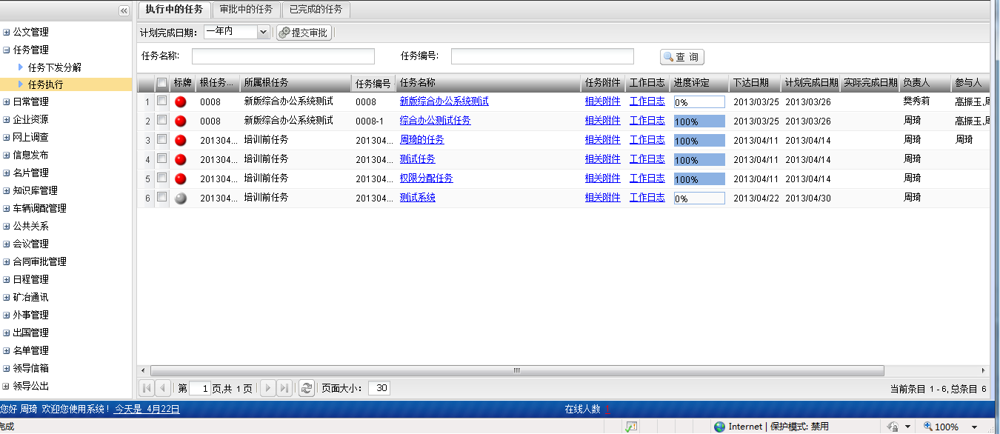 执行中的任务 审批中的任务 已完成的任务
公文管理
任务管理
任务下发分解
任务执行
日常管理
企业资源
网上调查
信息发布
名片管理
知识库管理
车辆调配管理
公共关系
会议管理
合同审批管理
日程管理
矿冶通讯
外事管理
出国管理
名单管理
领导信箱
领导公出
计划完成日期: 一年内 提交审批
任务名称: 任务编号: 查 询
标牌 根任务... 所属根任务 任务编号 任务名称 任务附件 工作日志 进度评定 下达日期 计划完成日期 实际完成日期 负责人 参与人
1 0008 新版综合办公系统测试 0008 新版综合办公系统测试 相关附件 工作日志 0% 2013/03/25 2013/03/26 樊秀莉 高振玉,周
2 0008 新版综合办公系统测试 0008-1 综合办公测试任务 相关附件 工作日志 100% 2013/03/25 2013/03/26 周琦 高振玉,周
3 201304... 培训前任务 201304... 周琦的任务 相关附件 工作日志 100% 2013/04/11 2013/04/14 周琦 周琦
4 201304... 培训前任务 201304... 测试任务 相关附件 工作日志 100% 2013/04/11 2013/04/14 周琦
5 201304... 培训前任务 201304... 权限分配任务 相关附件 工作日志 100% 2013/04/11 2013/04/14 周琦
6 201304... 培训前任务 201304... 测试系统 相关附件 工作日志 0% 2013/04/22 2013/04/30 周琦
第 1 页,共 1 页 页面大小: 30 当前条目 1 - 6, 总条目 6
您好 周琦 欢迎您使用系统! 今天是 4月22日 在线人数 1
完成 Internet | 保护模式: 禁用 100%